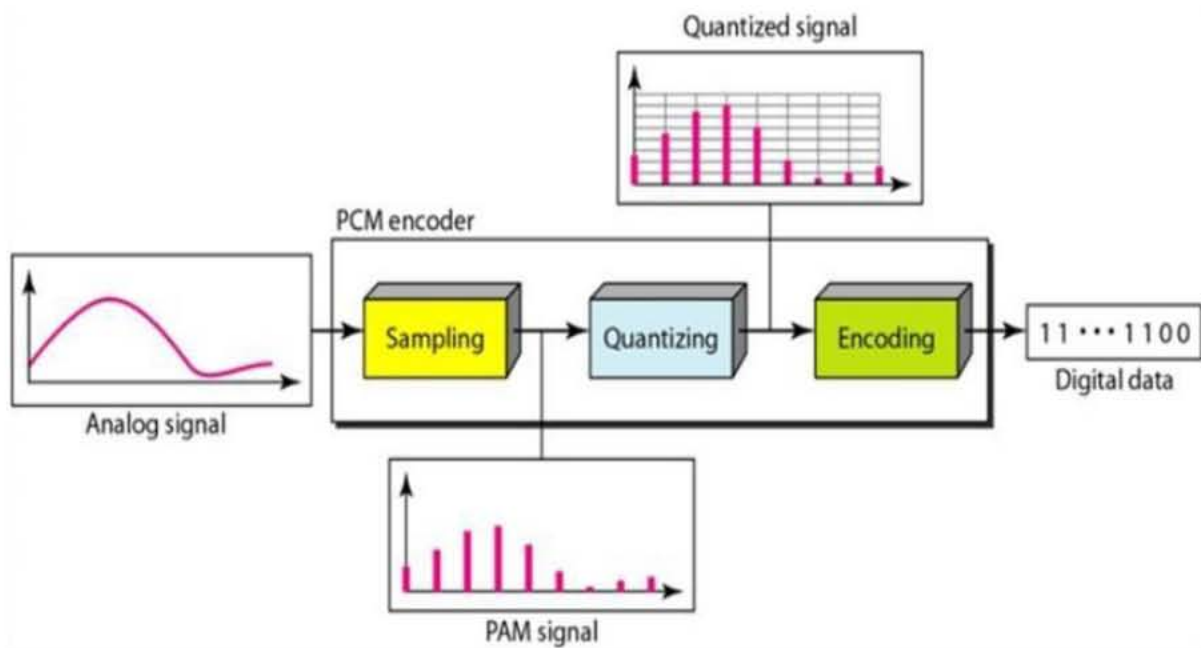 Quantized signal
PCM encoder
Sampling
Quantizing
Encoding
11···1100
Digital data
Analog signal
PAM signal